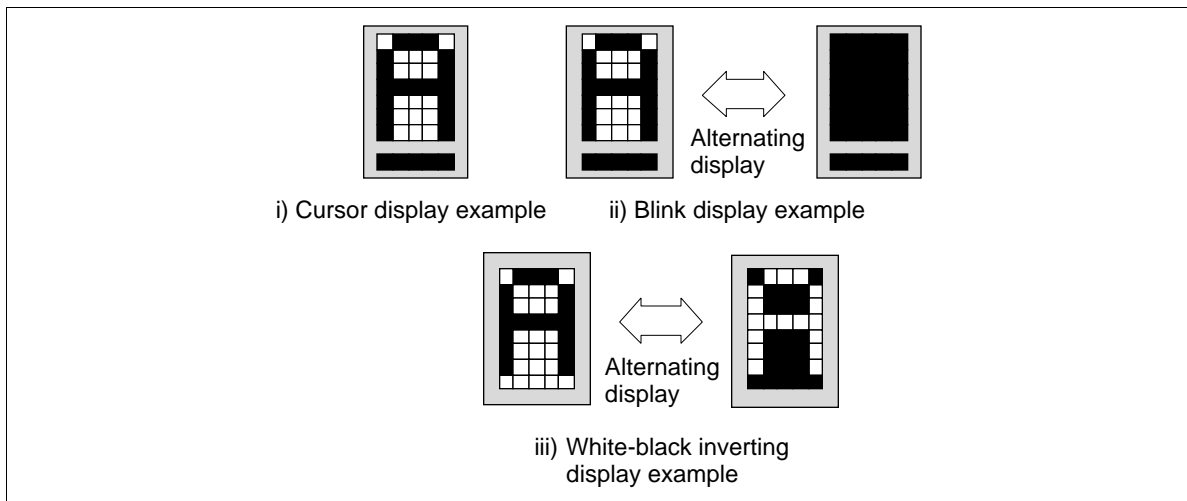 Alternating
display
i) Cursor display example
ii) Blink display example
Alternating
display
iii) White-black inverting
display example